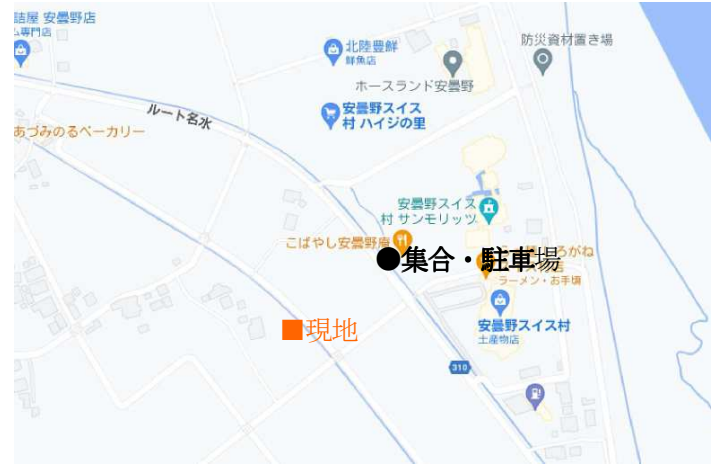 詰屋 安曇野店
ム専門店
北陸豊鮮
鮮魚店
防災資材置き場
ホースランド安曇野
ルート名水
安曇野スイス
村 ハイジの里
あづみのるベーカリー
安曇野スイス
村 サンモリッツ
こばやし安曇野庵
●集合・駐車場
ろがね
店
ラーメン・お手頃
■現地
安曇野スイス村
土産物店
310